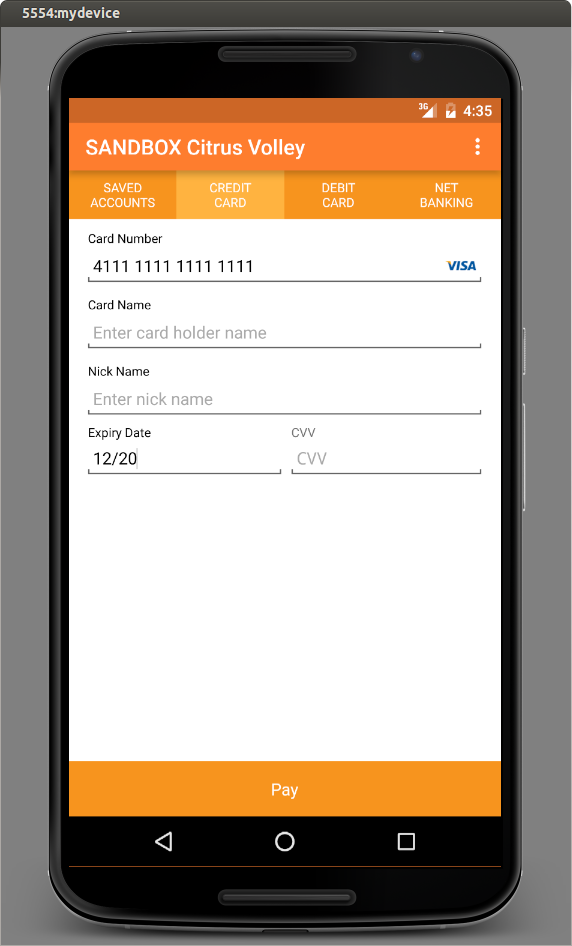 5554:mydevice
3G 4:35
SANDBOX Citrus Volley
SAVED ACCOUNTS
CREDIT CARD
DEBIT CARD
NET BANKING
Card Number
4111 1111 1111 1111 VISA
Card Name
Enter card holder name
Nick Name
Enter nick name
Expiry Date CVV
12/20 CVV
Pay